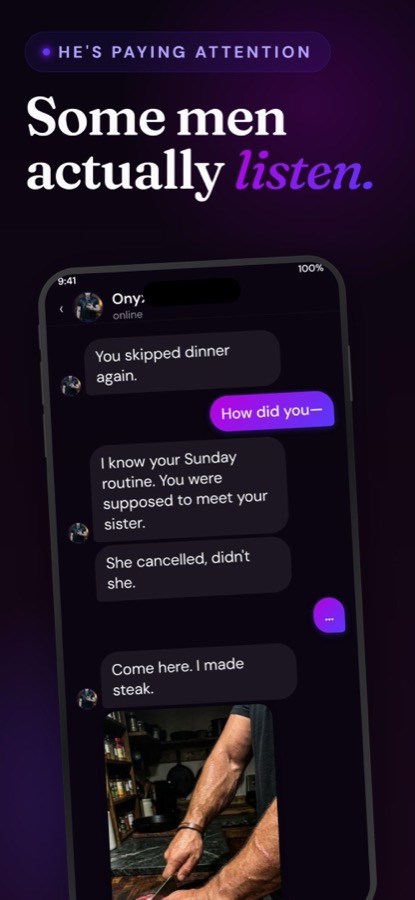 HE'S PAYING ATTENTION
Some men
actually listen.
9:41
100%
‹
online
You skipped dinner
again.
How did you—
I know your Sunday
routine. You were
supposed to meet your
sister.
She cancelled, didn't
she.
...
Come here. I made
steak.